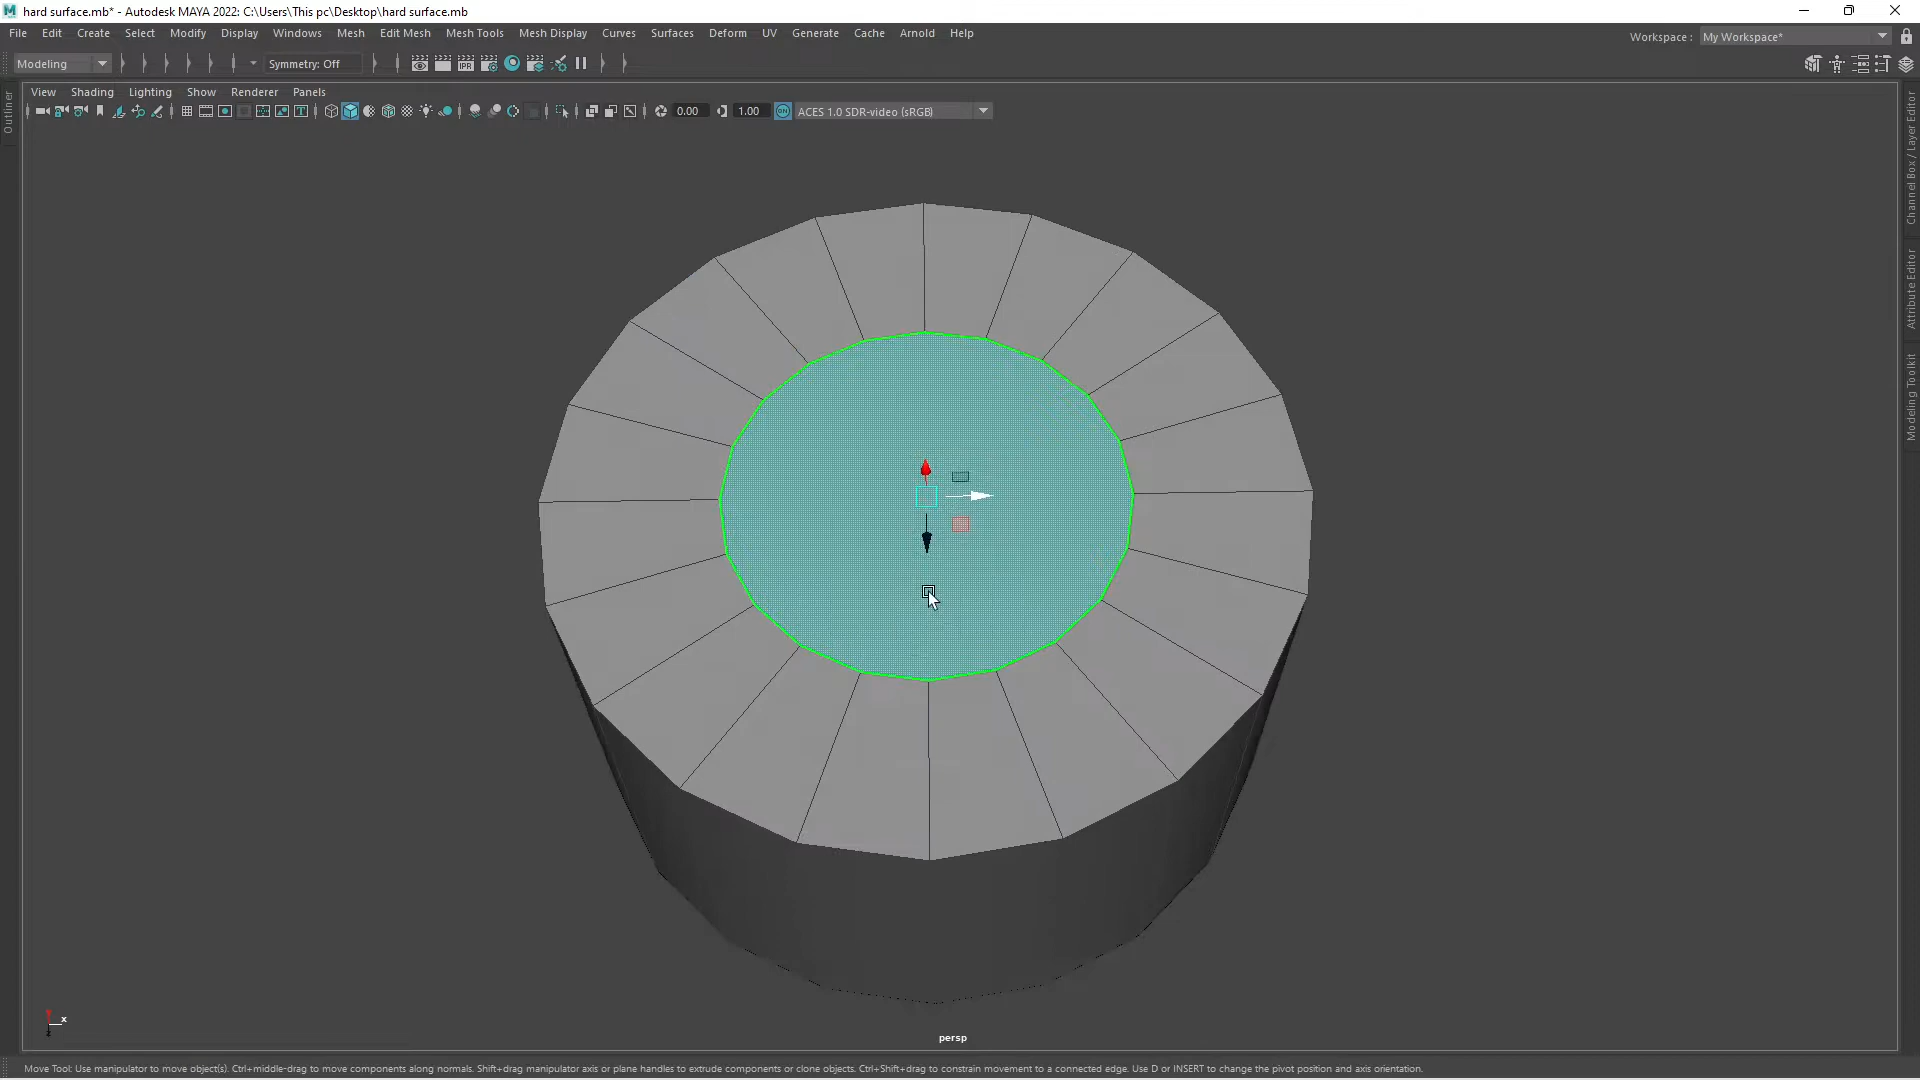 hard surface.mb* - Autodesk MAYA 2022: C:\Users\This pc\Desktop\hard surface.mb
File Edit Create Select Modify Display Windows Mesh Edit Mesh Mesh Tools Mesh Display Curves Surfaces Deform UV Generate Cache Arnold Help
Workspace : My Workspace*
Modeling Symmetry: Off IPR
View Shading Lighting Show Renderer Panels
0.00 1.00 ON ACES 1.0 SDR-video (sRGB)
Outliner
Channel Box / Layer Editor
Attribute Editor
Modeling Toolkit
x
z
persp
Move Tool: Use manipulator to move object(s). Ctrl+middle-drag to move components along normals. Shift+drag manipulator axis or plane handles to extrude components or clone objects. Ctrl+Shift+drag to constrain movement to a connected edge. Use D or INSERT to change the pivot position and axis orientation.